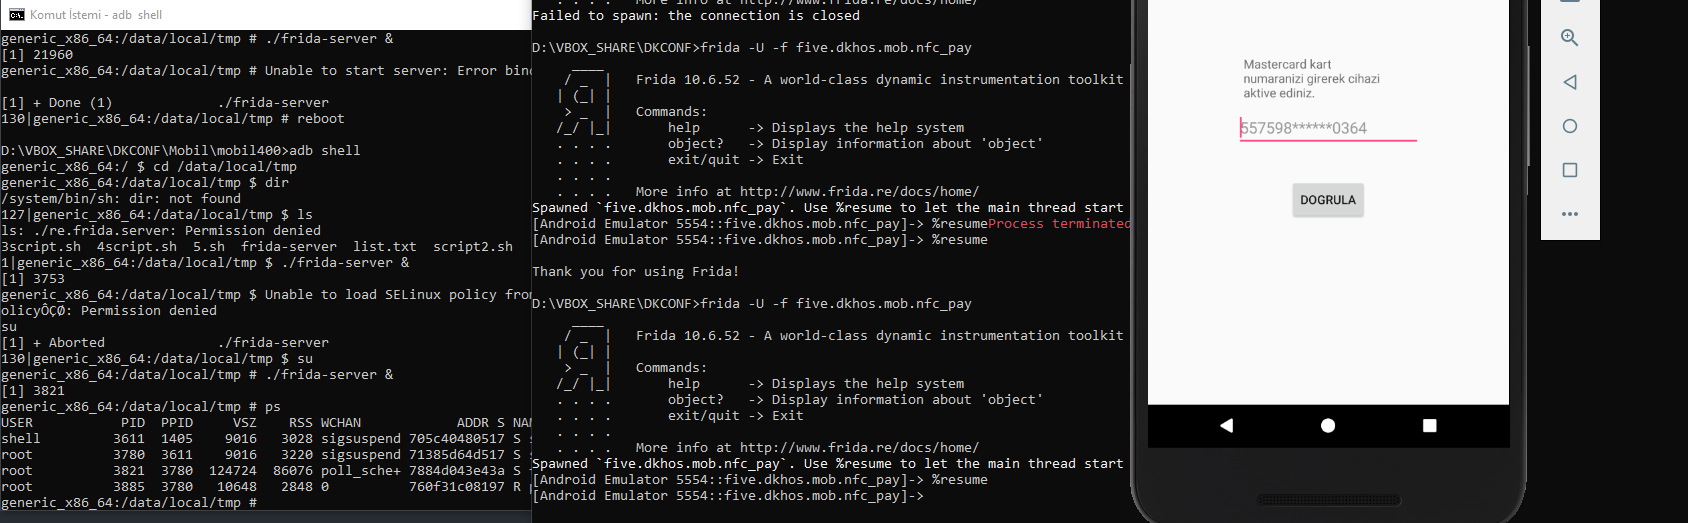 Komut İstemi - adb shell
generic_x86_64:/data/local/tmp # ./frida-server &
[1] 21960
generic_x86_64:/data/local/tmp # Unable to start server: Error bin
[1] + Done (1)             ./frida-server
130|generic_x86_64:/data/local/tmp # reboot
D:\VBOX_SHARE\DKCONF\Mobil\mobil400>adb shell
generic_x86_64:/ $ cd /data/local/tmp
generic_x86_64:/data/local/tmp $ dir
/system/bin/sh: dir: not found
127|generic_x86_64:/data/local/tmp $ ls
ls: ./re.frida.server: Permission denied
3script.sh  4script.sh  5.sh  frida-server  list.txt  script2.sh
1|generic_x86_64:/data/local/tmp $ ./frida-server &
[1] 3753
generic_x86_64:/data/local/tmp $ Unable to load SELinux policy fro
olicyÔÇØ: Permission denied
su
[1] + Aborted              ./frida-server
130|generic_x86_64:/data/local/tmp $ su
generic_x86_64:/data/local/tmp # ./frida-server &
[1] 3821
generic_x86_64:/data/local/tmp # ps
USER          PID  PPID    VSZ    RSS WCHAN            ADDR S NA
shell         3611  1405   9016   3028 sigsuspend 705c40480517 S s
root          3780  3611   9016   3220 sigsuspend 71385d64d517 S s
root          3821  3780 124724  86076 poll_sche+ 7884d043e43a S
root          3885  3780  10648   2848 0          760f31c08197 R p
generic_x86_64:/data/local/tmp #
. . . .   More info at http://www.frida.re/docs/home/
Failed to spawn: the connection is closed
D:\VBOX_SHARE\DKCONF>frida -U -f five.dkhos.mob.nfc_pay
     ____
    / _  |   Frida 10.6.52 - A world-class dynamic instrumentation toolkit
   | (_| |
    > _  |   Commands:
   /_/ |_|       help      -> Displays the help system
   . . . .       object?   -> Display information about 'object'
   . . . .       exit/quit -> Exit
   . . . .
   . . . .   More info at http://www.frida.re/docs/home/
Spawned `five.dkhos.mob.nfc_pay`. Use %resume to let the main thread start
[Android Emulator 5554::five.dkhos.mob.nfc_pay]-> %resumeProcess terminated
[Android Emulator 5554::five.dkhos.mob.nfc_pay]-> %resume
Thank you for using Frida!
D:\VBOX_SHARE\DKCONF>frida -U -f five.dkhos.mob.nfc_pay
     ____
    / _  |   Frida 10.6.52 - A world-class dynamic instrumentation toolkit
   | (_| |
    > _  |   Commands:
   /_/ |_|       help      -> Displays the help system
   . . . .       object?   -> Display information about 'object'
   . . . .       exit/quit -> Exit
   . . . .
   . . . .   More info at http://www.frida.re/docs/home/
Spawned `five.dkhos.mob.nfc_pay`. Use %resume to let the main thread start
[Android Emulator 5554::five.dkhos.mob.nfc_pay]-> %resume
[Android Emulator 5554::five.dkhos.mob.nfc_pay]->
Mastercard kart
numaranizi girerek cihazi
aktive ediniz.
557598******0364
DOGRULA